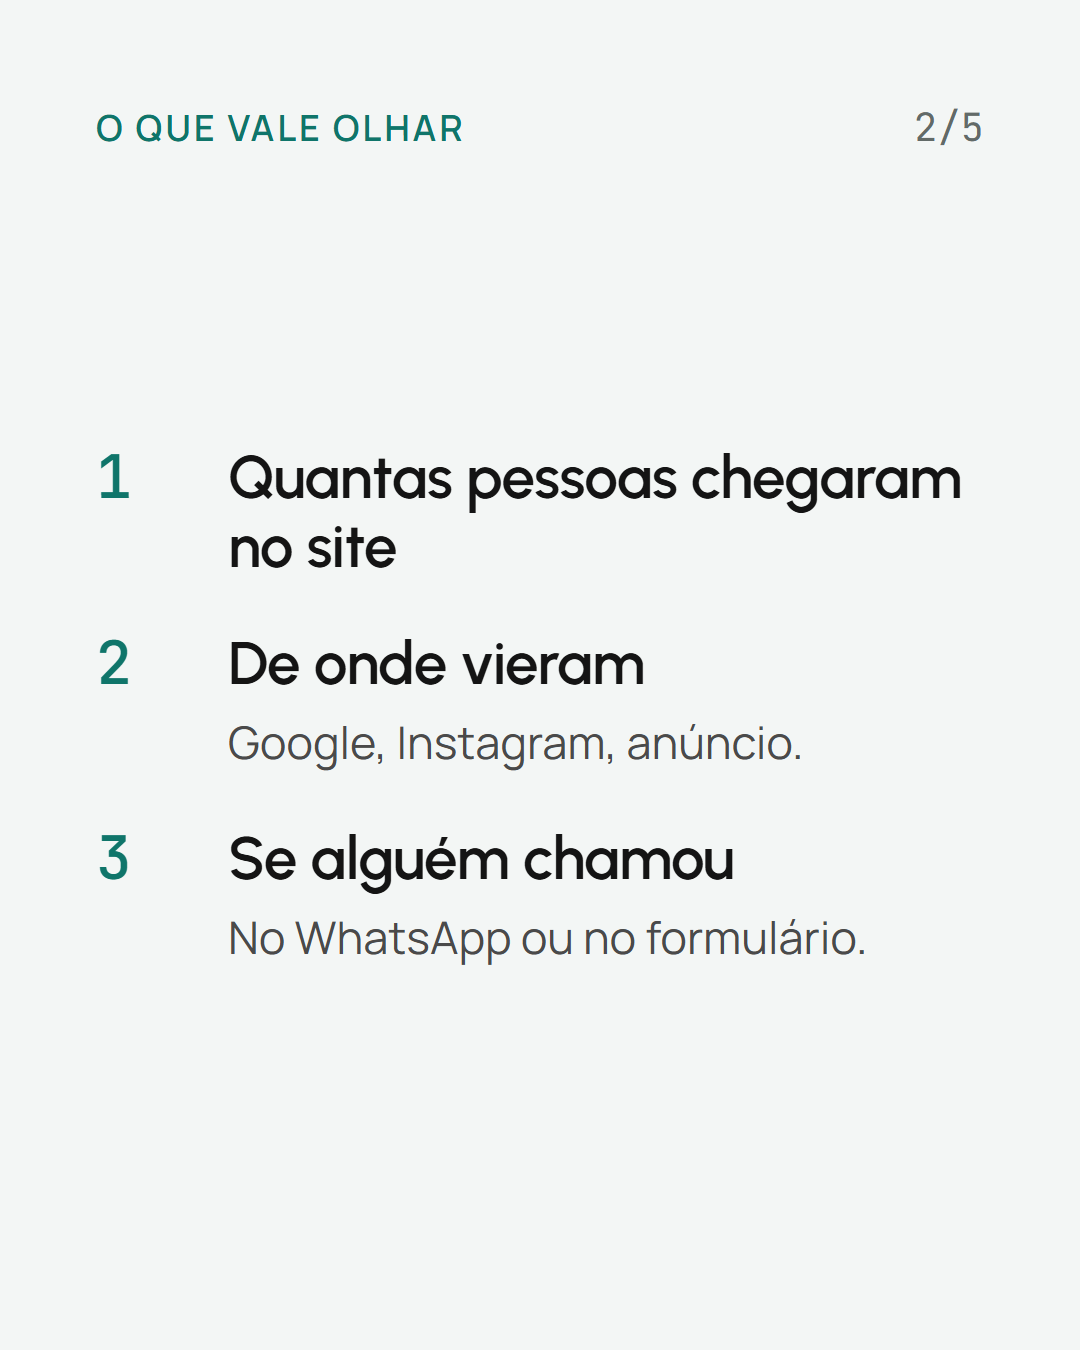 O QUE VALE OLHAR
2/5
1 Quantas pessoas chegaram
no site
2 De onde vieram
Google, Instagram, anúncio.
3 Se alguém chamou
No WhatsApp ou no formulário.